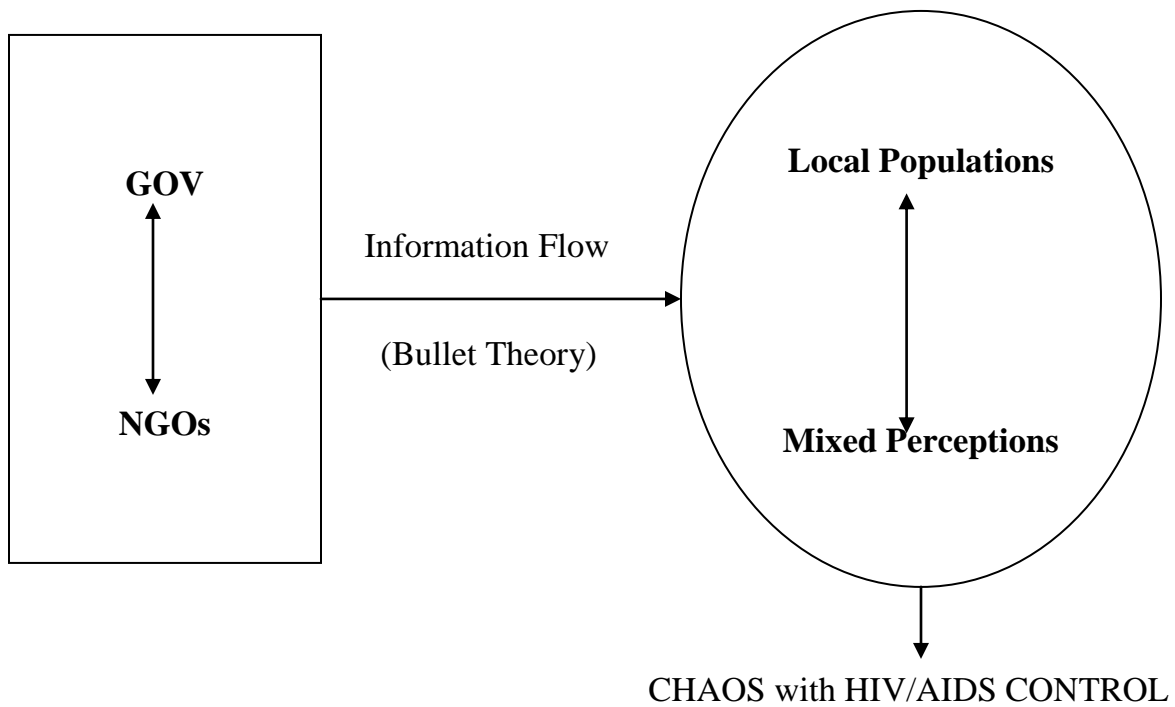 GOV
NGOs
Information Flow
(Bullet Theory)
Local Populations
Mixed Perceptions
CHAOS with HIV/AIDS CONTROL